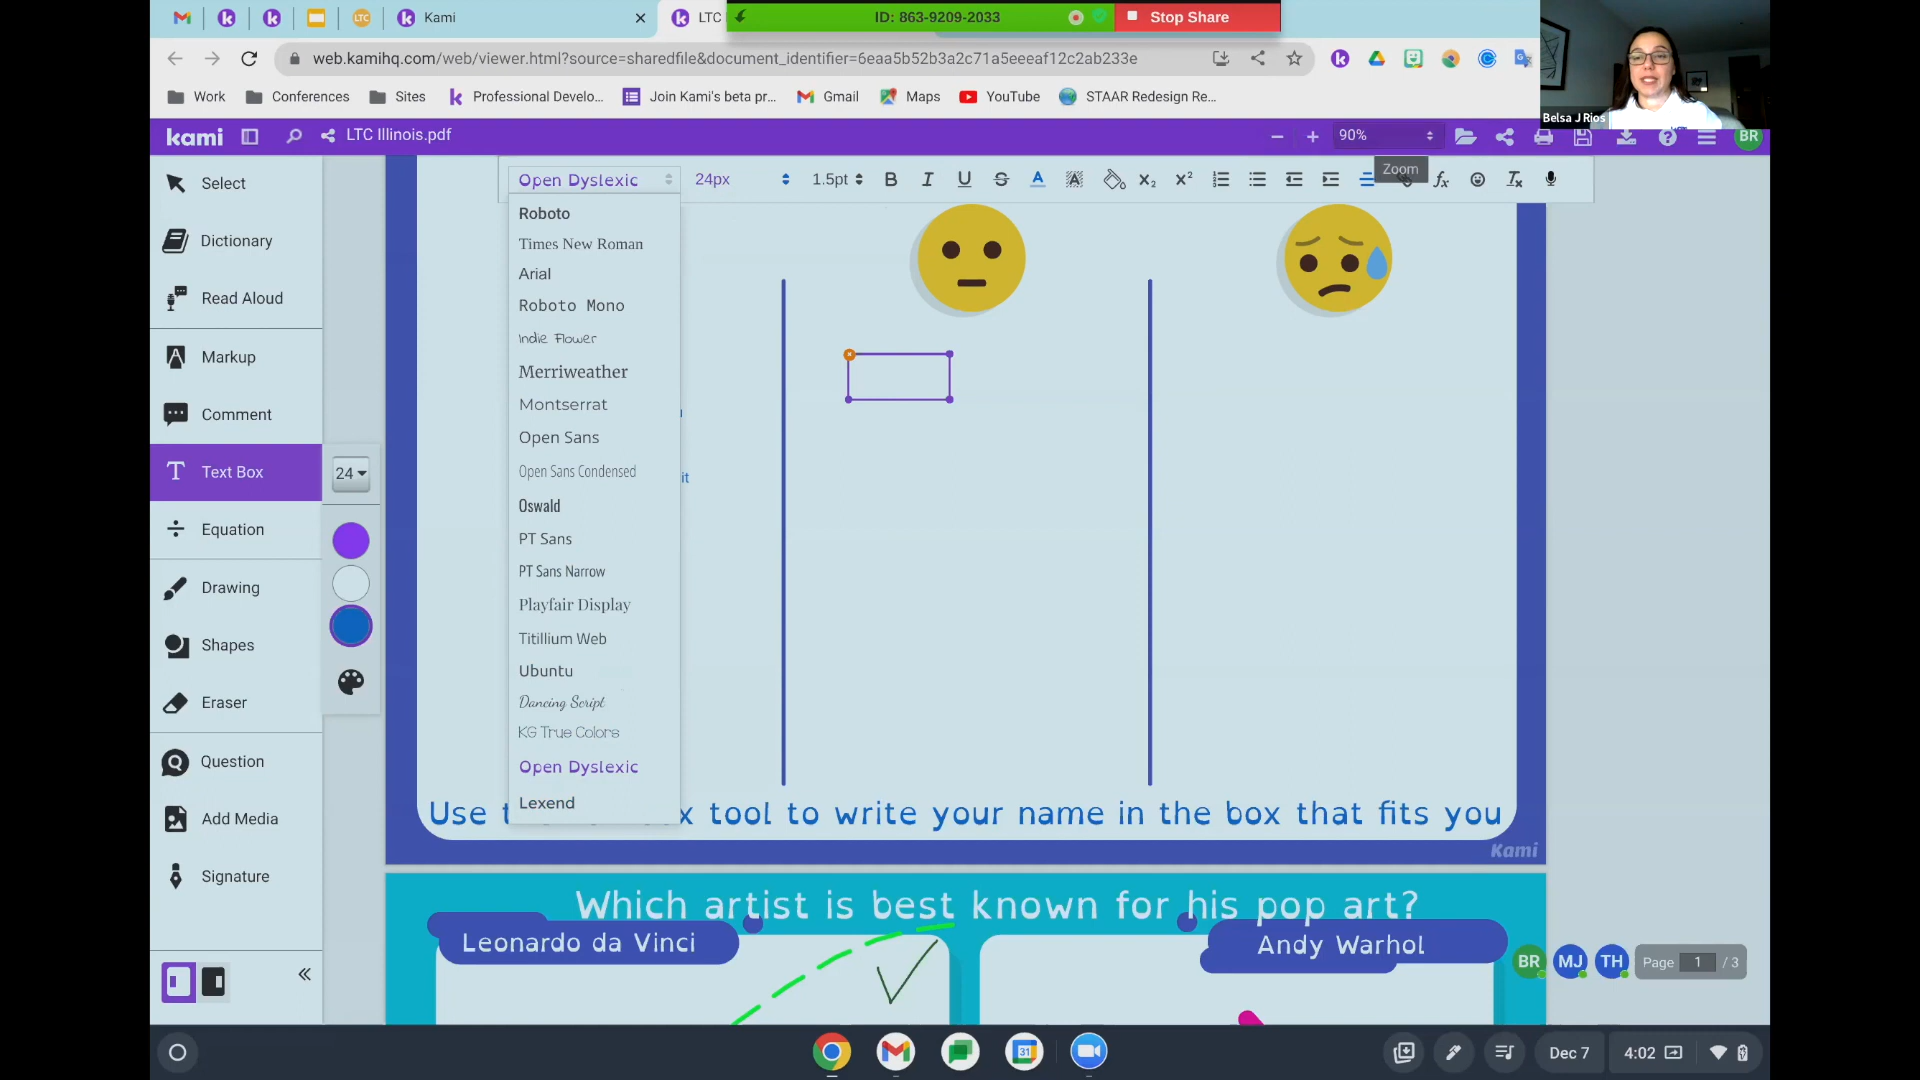 Kami
LTC
ID: 863-9209-2033
Stop Share
web.kamihq.com/web/viewer.html?source=sharedfile&document_identifier=6eaa5b52b3a2c71a5eeeaf12c2ab233e
Work
Conferences
Sites
Professional Develo...
Join Kami's beta pr...
Gmail
Maps
YouTube
STAAR Redesign Re...
Belsa J Rios
kami
LTC Illinois.pdf
90%
BR
Zoom
Open Dyslexic
24px
1.5pt
Roboto
Times New Roman
Arial
Roboto Mono
Indie Flower
Merriweather
Montserrat
Open Sans
Open Sans Condensed
Oswald
PT Sans
PT Sans Narrow
Playfair Display
Titillium Web
Ubuntu
Dancing Script
KG True Colors
Open Dyslexic
Lexend
Select
Dictionary
Read Aloud
Markup
Comment
Text Box
24
Equation
Drawing
Shapes
Eraser
Question
Add Media
Signature
it
Use t x tool to write your name in the box that fits you
Kami
Which artist is best known for his pop art?
Leonardo da Vinci
Andy Warhol
BR
MJ
TH
Page 1 / 3
31
Dec 7
4:02